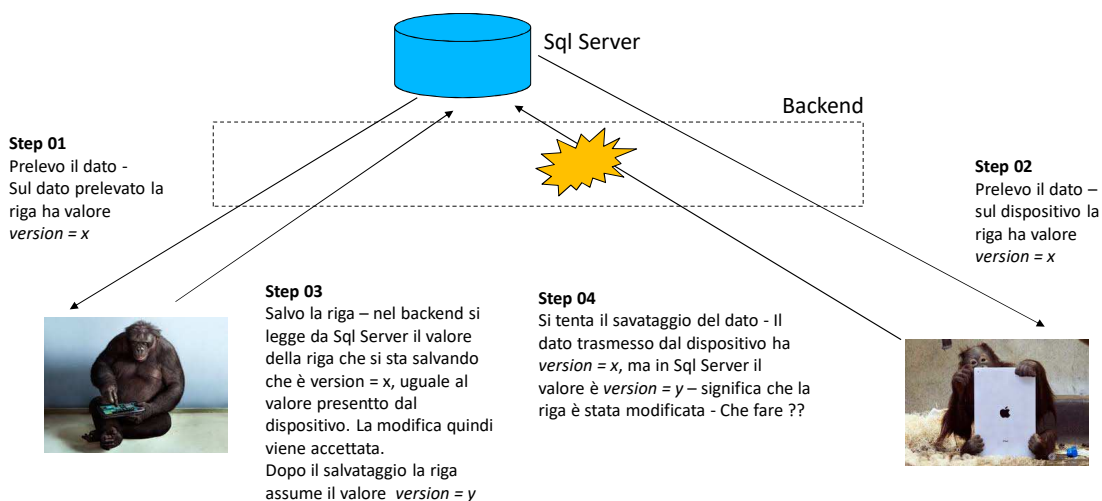 Sql Server
Backend
Step 01
Prelevo il dato -
Sul dato prelevato la
riga ha valore
version = x
Step 02
Prelevo il dato –
sul dispositivo la
riga ha valore
version = x
Step 03
Salvo la riga – nel backend si
legge da Sql Server il valore
della riga che si sta salvando
che è version = x, uguale al
valore presentto dal
dispositivo. La modifica quindi
viene accettata.
Dopo il salvataggio la riga
assume il valore version = y
Step 04
Si tenta il savataggio del dato - Il
dato trasmesso dal dispositivo ha
version = x, ma in Sql Server il
valore è version = y – significa che la
riga è stata modificata - Che fare ??